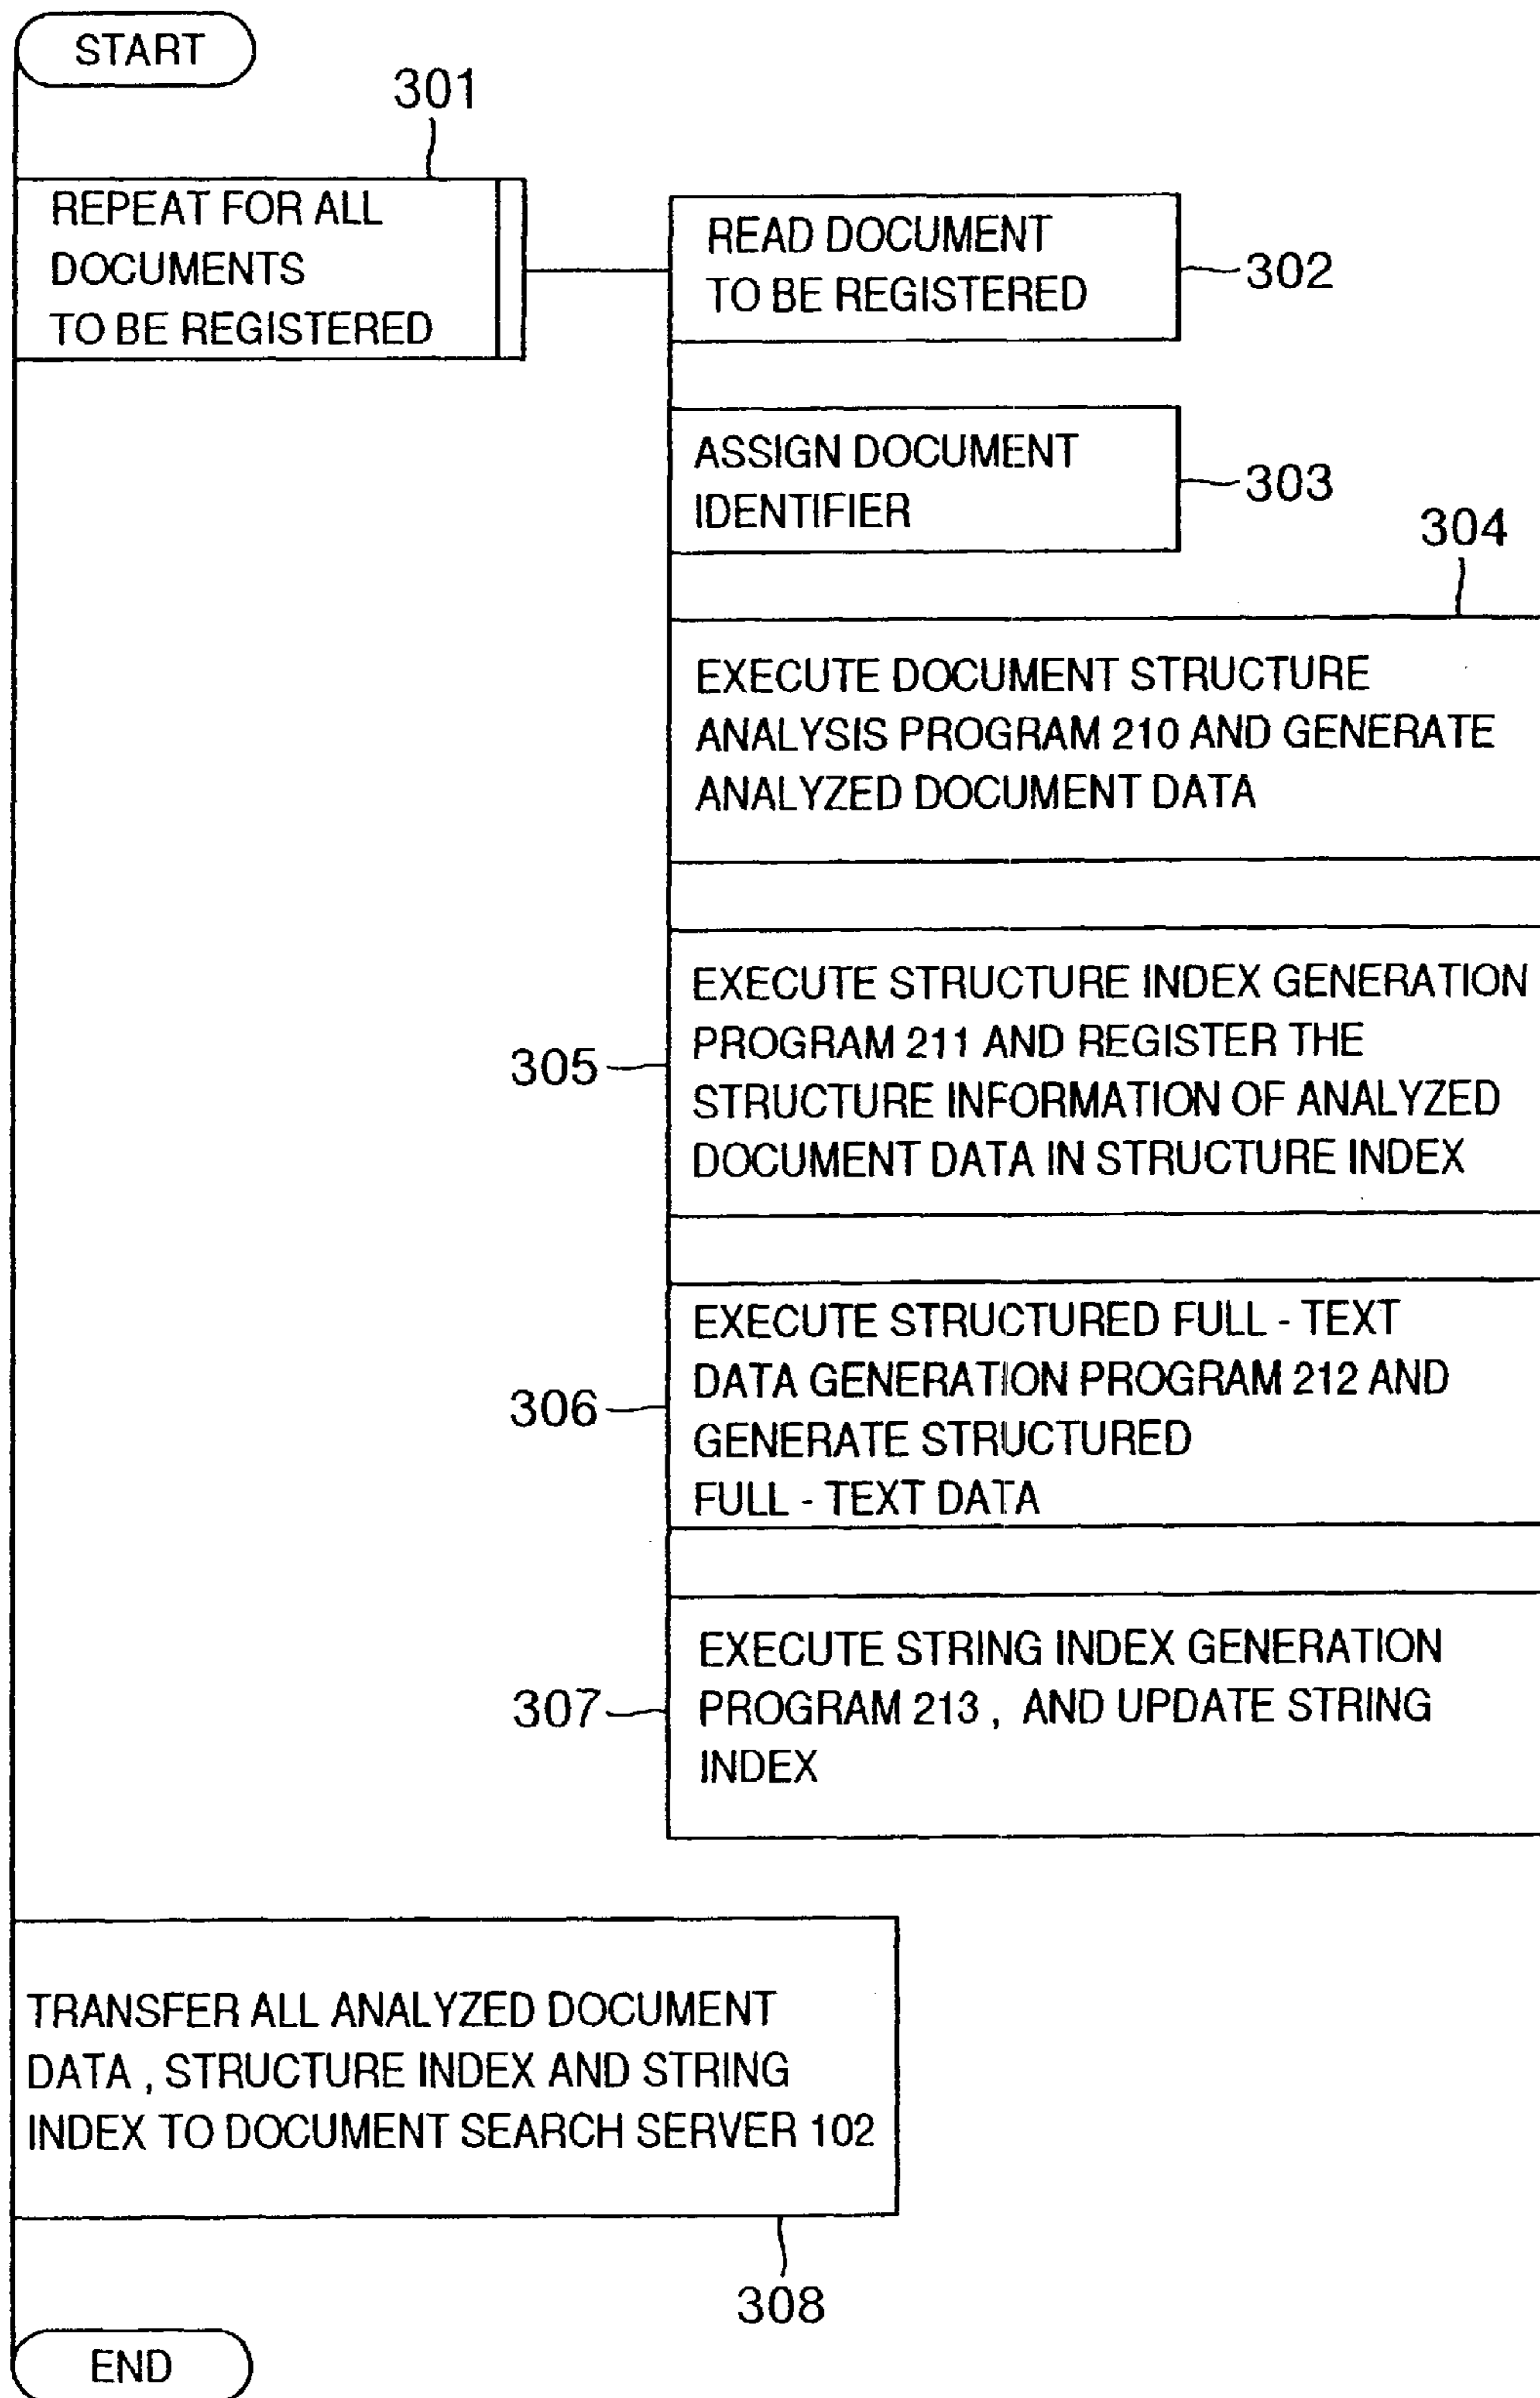 START
301
REPEAT FOR ALL
DOCUMENTS
TO BE REGISTERED
READ DOCUMENT
TO BE REGISTERED
302
ASSIGN DOCUMENT
IDENTIFIER
303
304
EXECUTE DOCUMENT STRUCTURE
ANALYSIS PROGRAM 210 AND GENERATE
ANALYZED DOCUMENT DATA
305
EXECUTE STRUCTURE INDEX GENERATION
PROGRAM 211 AND REGISTER THE
STRUCTURE INFORMATION OF ANALYZED
DOCUMENT DATA IN STRUCTURE INDEX
306
EXECUTE STRUCTURED FULL - TEXT
DATA GENERATION PROGRAM 212 AND
GENERATE STRUCTURED
FULL - TEXT DATA
307
EXECUTE STRING INDEX GENERATION
PROGRAM 213 , AND UPDATE STRING
INDEX
TRANSFER ALL ANALYZED DOCUMENT
DATA , STRUCTURE INDEX AND STRING
INDEX TO DOCUMENT SEARCH SERVER 102
308
END